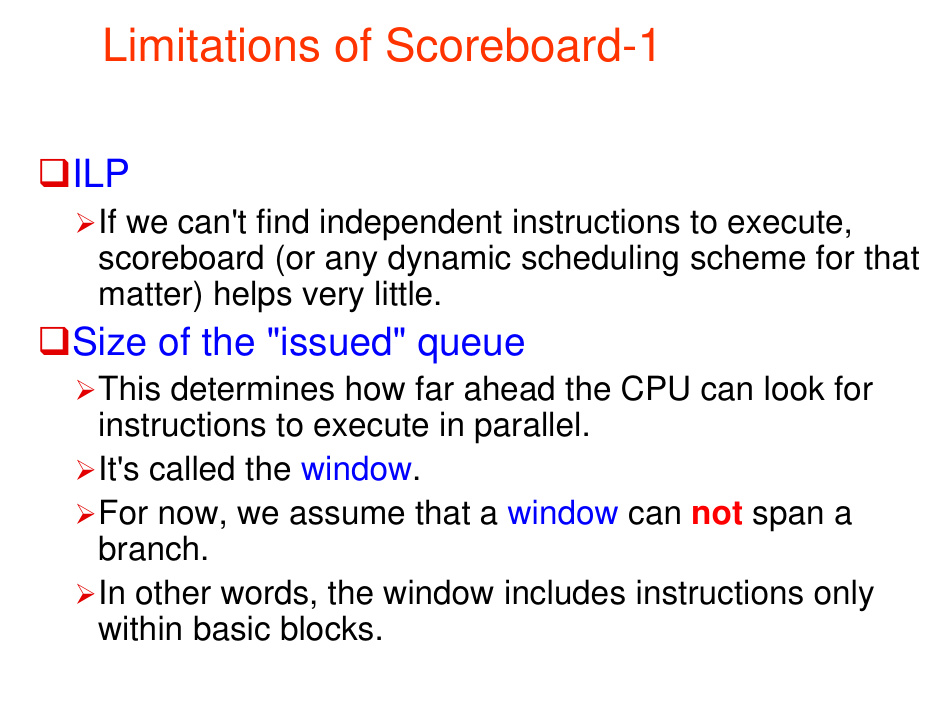 Limitations of Scoreboard-1
❑ILP
➢If we can't find independent instructions to execute,
scoreboard (or any dynamic scheduling scheme for that
matter) helps very little.
❑Size of the "issued" queue
➢This determines how far ahead the CPU can look for
instructions to execute in parallel.
➢It's called the window.
➢For now, we assume that a window can not span a
branch.
➢In other words, the window includes instructions only
within basic blocks.